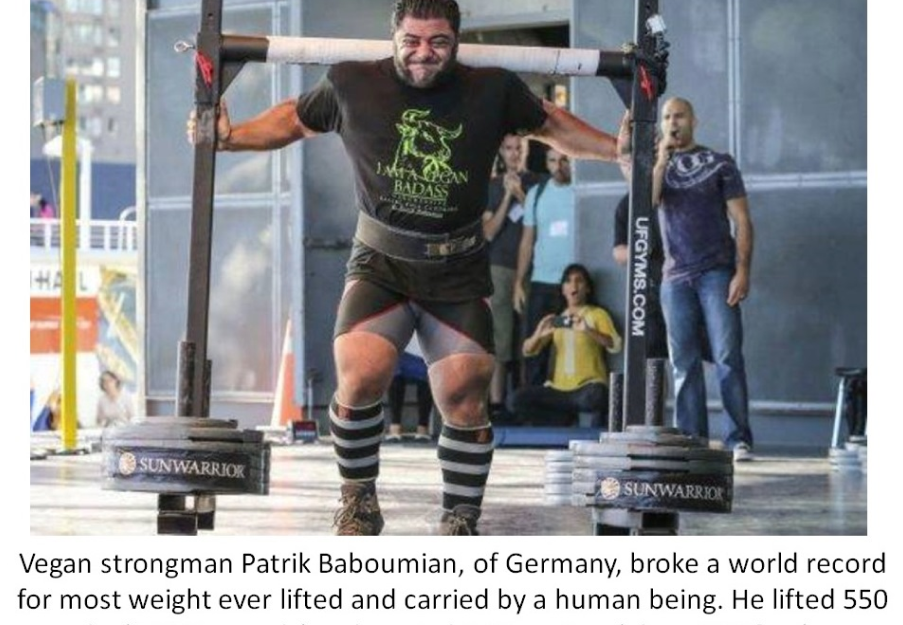 I AM A VEGAN
BADASS
UFGYMS.COM
SUNWARRIOR
SUNWARRIOR
Vegan strongman Patrik Baboumian, of Germany, broke a world record
for most weight ever lifted and carried by a human being. He lifted 550